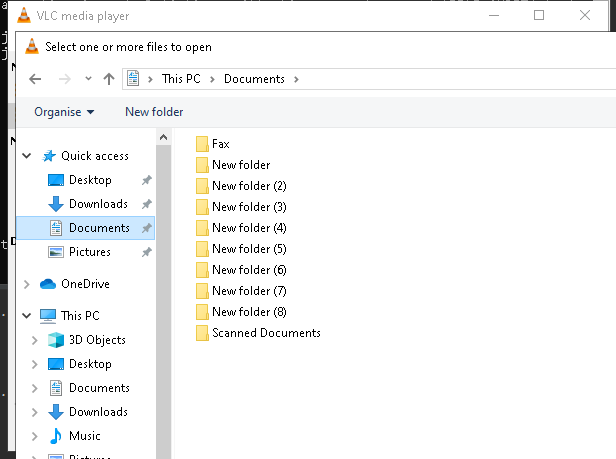 VLC media player
Select one or more files to open
This PC > Documents >
Organise New folder
Quick access
Desktop
Downloads
Documents
Pictures
OneDrive
This PC
3D Objects
Desktop
Documents
Downloads
Music
Pictures
Fax
New folder
New folder (2)
New folder (3)
New folder (4)
New folder (5)
New folder (6)
New folder (7)
New folder (8)
Scanned Documents